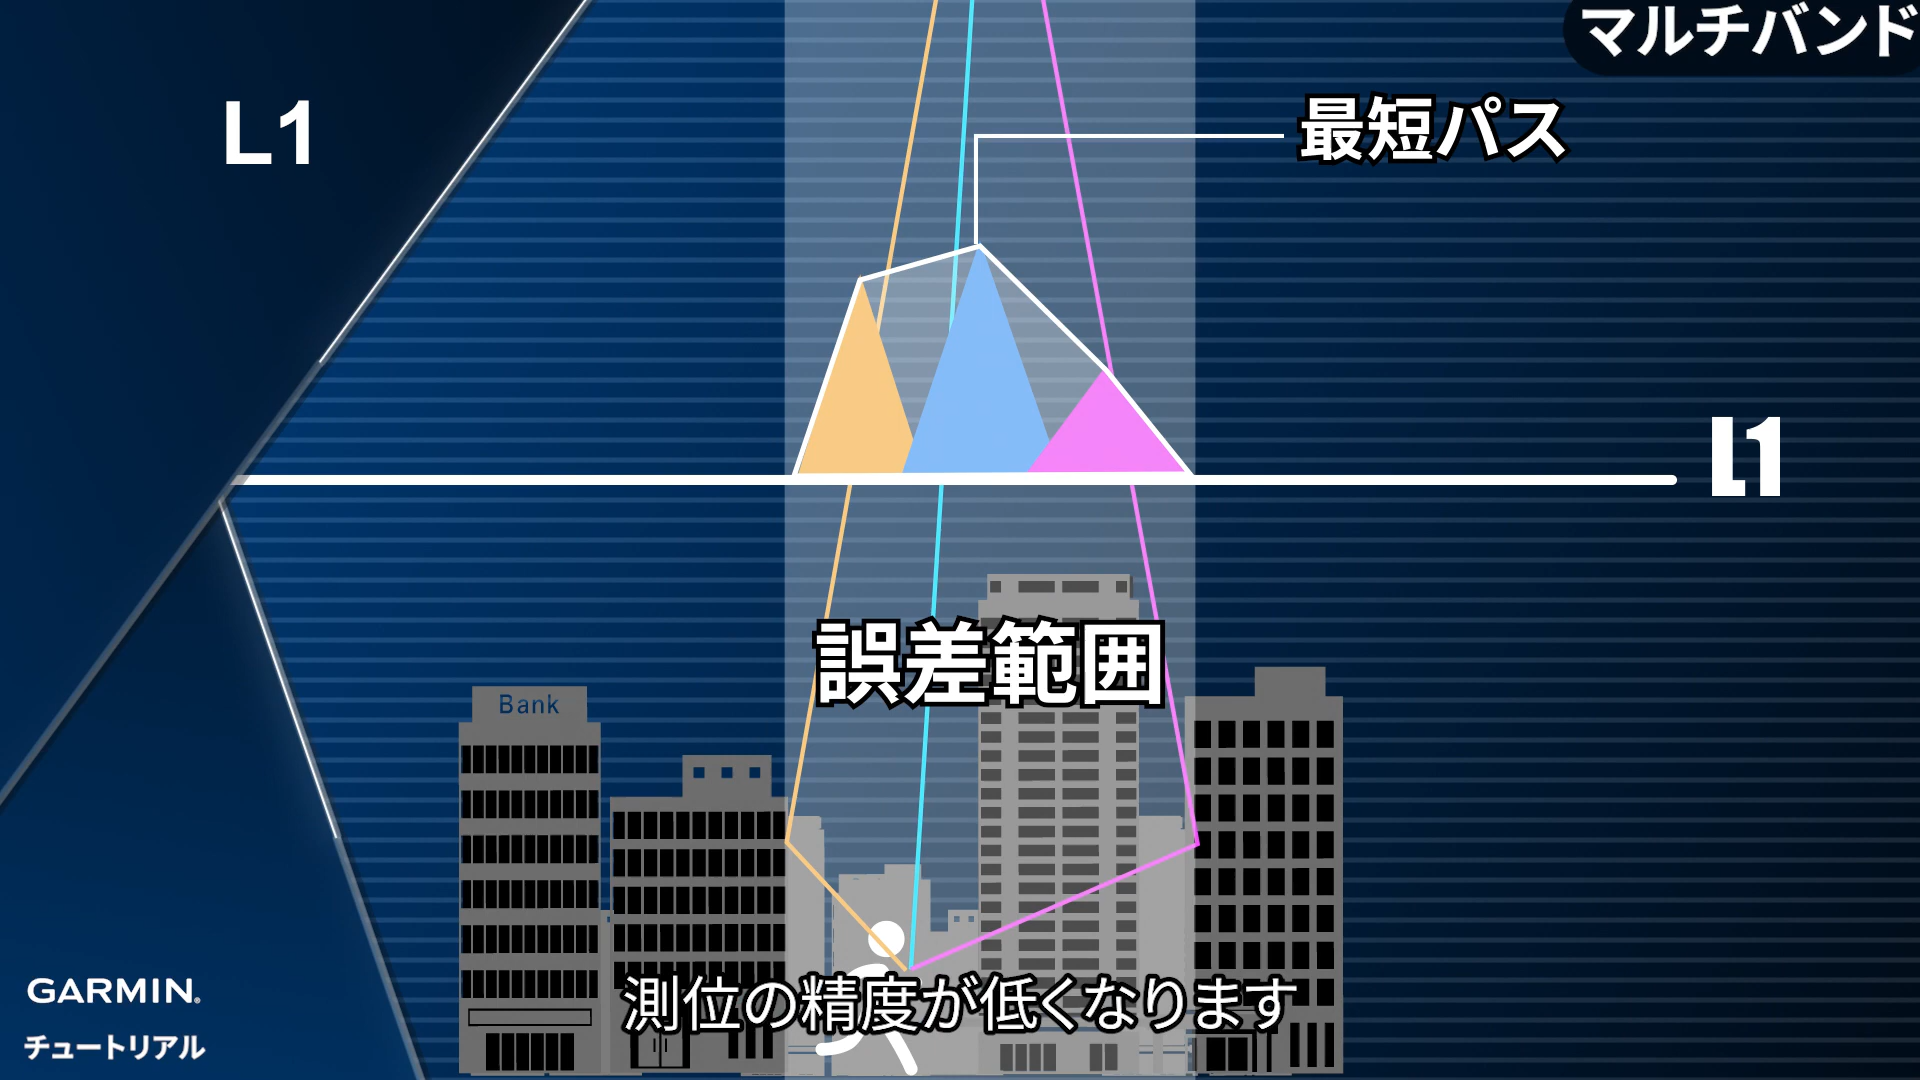 マルチバンド
L1
最短パス
L1
誤差範囲
Bank
測位の精度が低くなります
GARMIN®
チュートリアル